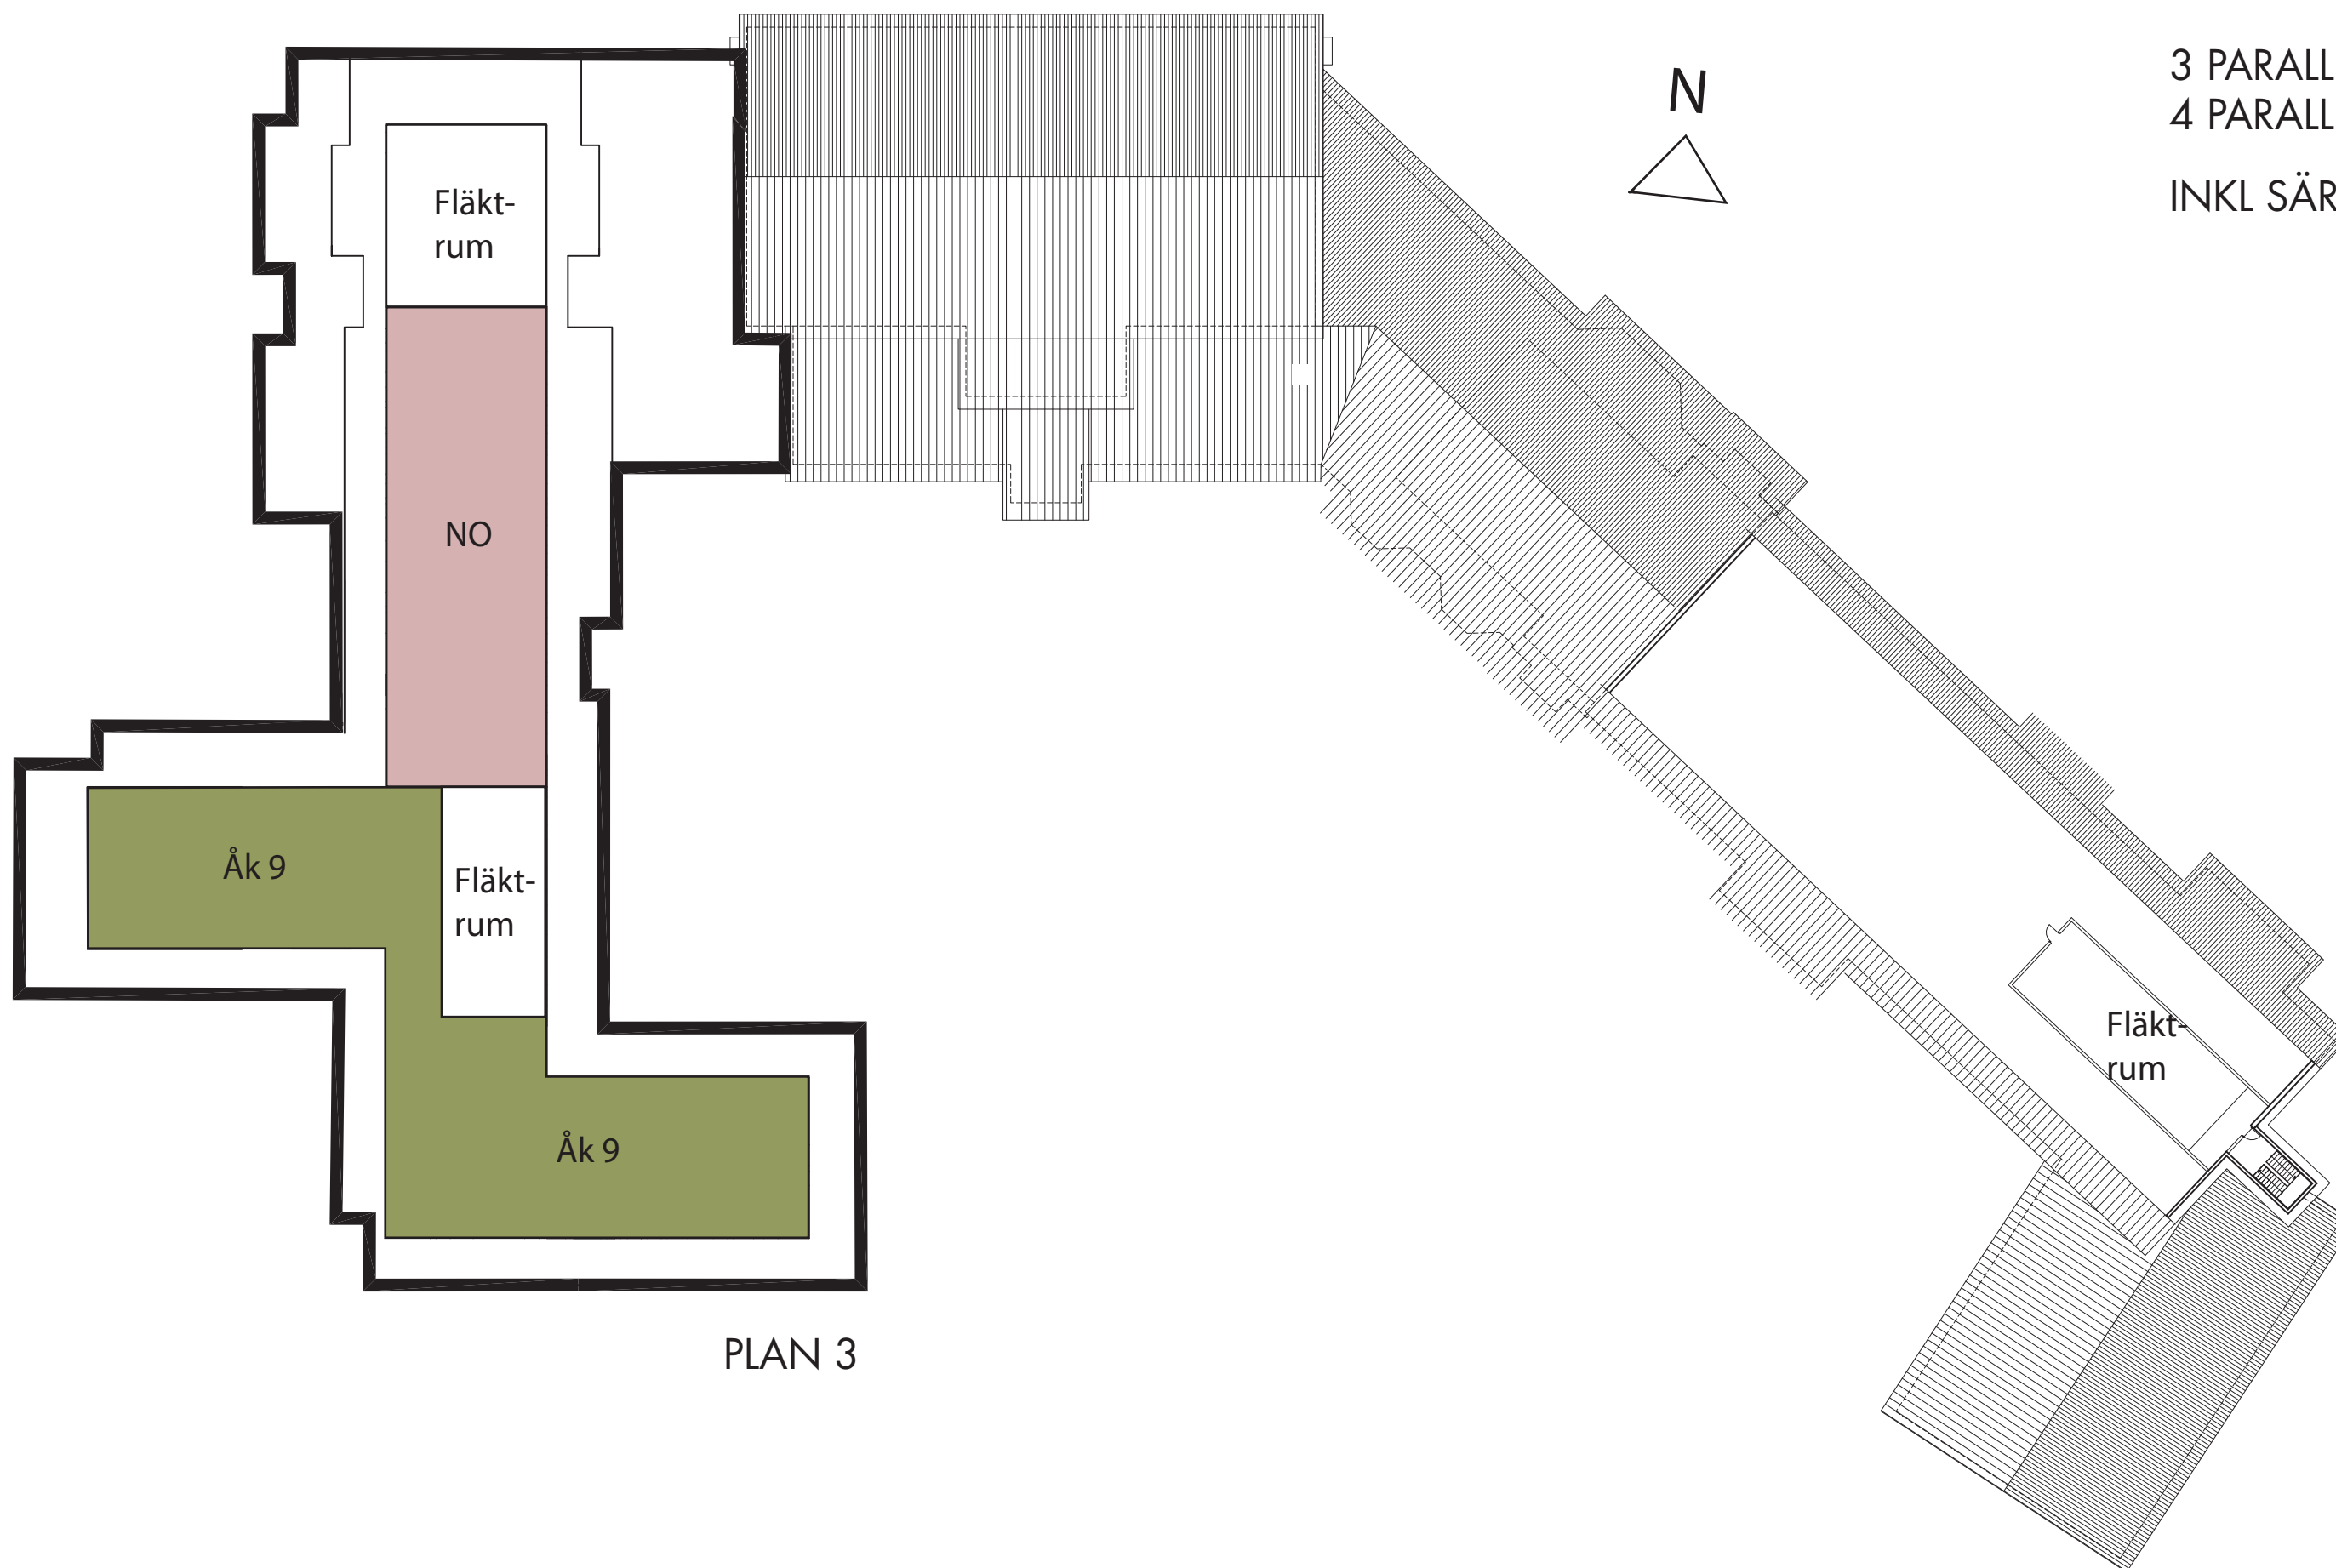 N
3 PARALL
4 PARALL
INKL SÄR
Fläkt-
rum
NO
Åk 9
Fläkt-
rum
Åk 9
Fläkt-
rum
PLAN 3